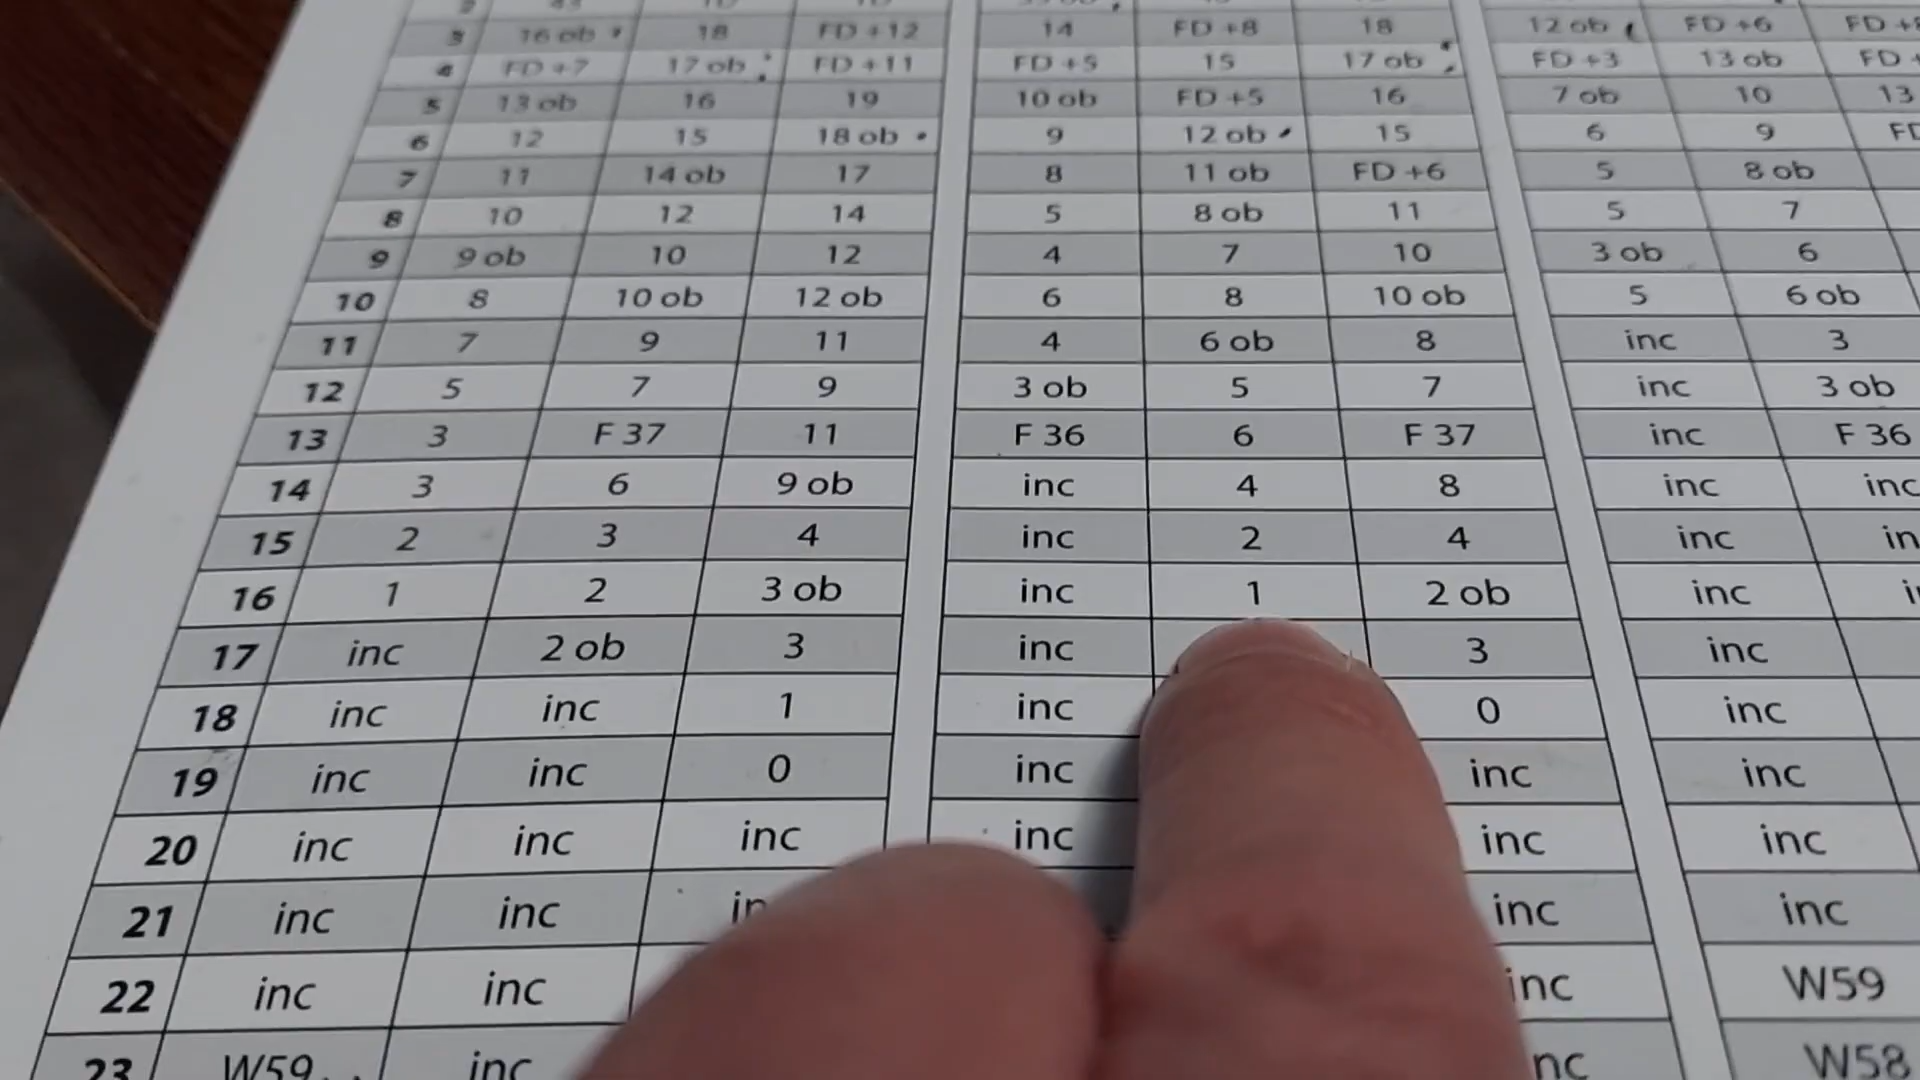 3 16 ob 18 FD +12 14 FD +8 18 12 ob FD +6
4 FD +7 17 ob FD +11 FD +5 15 17 ob FD +3 13 ob
5 13 ob 16 19 10 ob FD +5 16 7 ob 10 13
6 12 15 18 ob 9 12 ob 15 6 9
7 11 14 ob 17 8 11 ob FD +6 5 8 ob
8 10 12 14 5 8 ob 11 5 7
9 9 ob 10 12 4 7 10 3 ob 6
10 8 10 ob 12 ob 6 8 10 ob 5 6 ob
11 7 9 11 4 6 ob 8 inc 3
12 5 7 9 3 ob 5 7 inc 3 ob
13 3 F 37 11 F 36 6 F 37 inc F 36
14 3 6 9 ob inc 4 8 inc inc
15 2 3 4 inc 2 4 inc
16 1 2 3 ob inc 1 2 ob inc
17 inc 2 ob 3 inc 3 inc
18 inc inc 1 inc 0 inc
19 inc inc 0 inc inc inc
20 inc inc inc inc inc inc
21 inc inc inc inc
22 inc inc inc W59
23 W59 inc W58